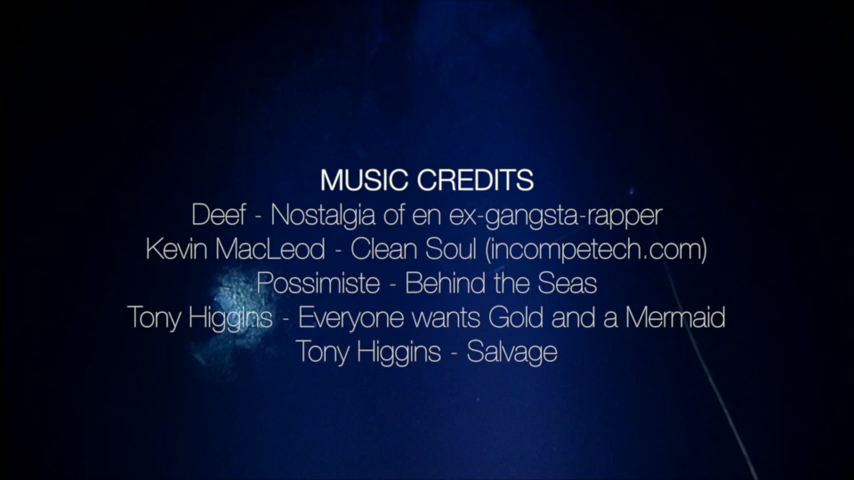 MUSIC CREDITS
Deef - Nostalgia of en ex-gangsta-rapper
Kevin MacLeod - Clean Soul (incompetech.com)
Possimiste - Behind the Seas
Tony Higgins - Everyone wants Gold and a Mermaid
Tony Higgins - Salvage